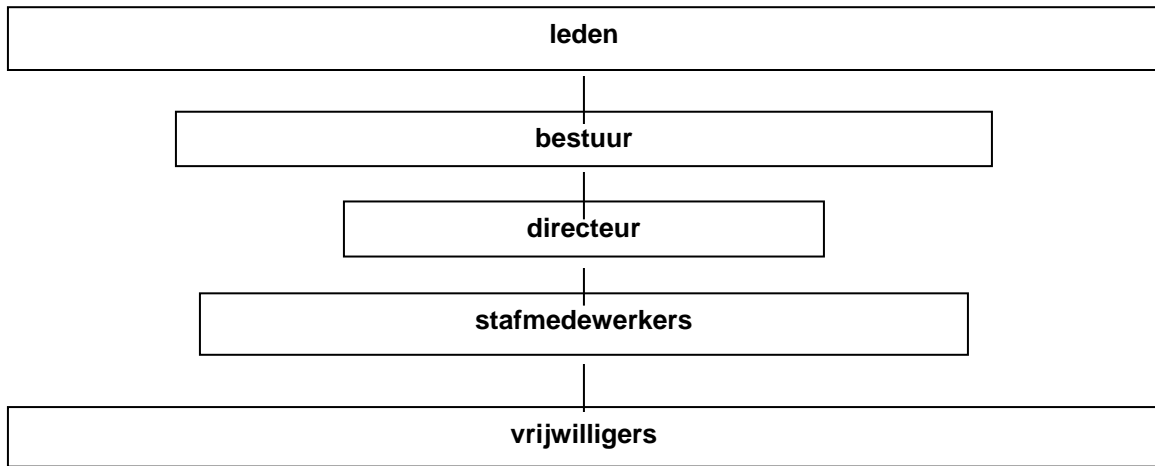 leden
bestuur
directeur
stafmedewerkers
vrijwilligers